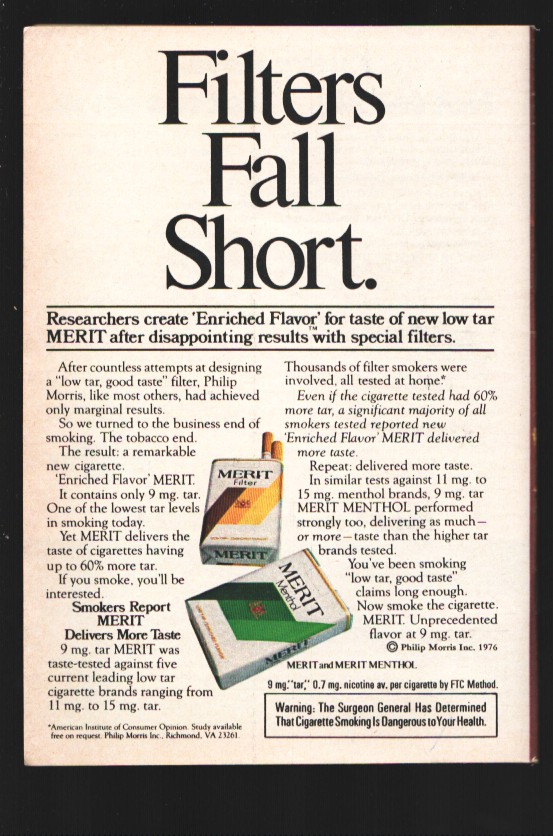 Filters
Fall
Short.
Researchers create ‘Enriched Flavor’™ for taste of new low tar
MERIT after disappointing results with special filters.
After countless attempts at designing
a “low tar, good taste” filter, Philip
Morris, like most others, had achieved
only marginal results.
So we turned to the business end of
smoking. The tobacco end.
The result: a remarkable
new cigarette.
‘Enriched Flavor’ MERIT.
It contains only 9 mg. tar.
One of the lowest tar levels
in smoking today.
Yet MERIT delivers the
taste of cigarettes having
up to 60% more tar.
If you smoke, you’ll be
interested.
Smokers Report
MERIT
Delivers More Taste
9 mg. tar MERIT was
taste-tested against five
current leading low tar
cigarette brands ranging from
11 mg. to 15 mg. tar.
Thousands of filter smokers were
involved, all tested at home.*
Even if the cigarette tested had 60%
more tar, a significant majority of all
smokers tested reported new
‘Enriched Flavor’ MERIT delivered
more taste.
Repeat: delivered more taste.
In similar tests against 11 mg. to
15 mg. menthol brands, 9 mg. tar
MERIT MENTHOL performed
strongly too, delivering as much—
or more—taste than the higher tar
brands tested.
You’ve been smoking
“low tar, good taste”
claims long enough.
Now smoke the cigarette.
MERIT. Unprecedented
flavor at 9 mg. tar.
© Philip Morris Inc. 1976
MERIT
Filter
MERIT
MERIT
Menthol
MERIT
MERIT and MERIT MENTHOL
9 mg. “tar,” 0.7 mg. nicotine av. per cigarette by FTC Method.
Warning: The Surgeon General Has Determined
That Cigarette Smoking Is Dangerous to Your Health.
*American Institute of Consumer Opinion. Study available
free on request. Philip Morris Inc., Richmond, VA 23261.